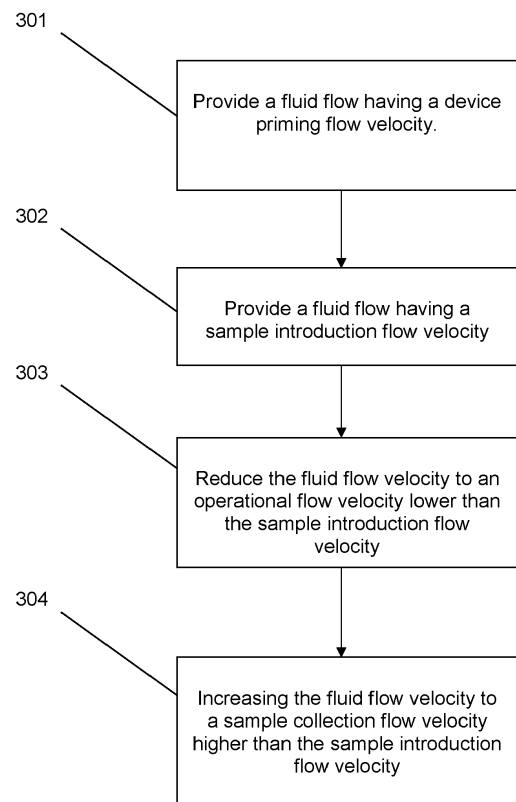 301
Provide a fluid flow having a device
priming flow velocity.
302
Provide a fluid flow having a
sample introduction flow velocity
303
Reduce the fluid flow velocity to an
operational flow velocity lower than
the sample introduction flow
velocity
304
Increasing the fluid flow velocity to
a sample collection flow velocity
higher than the sample introduction
flow velocity